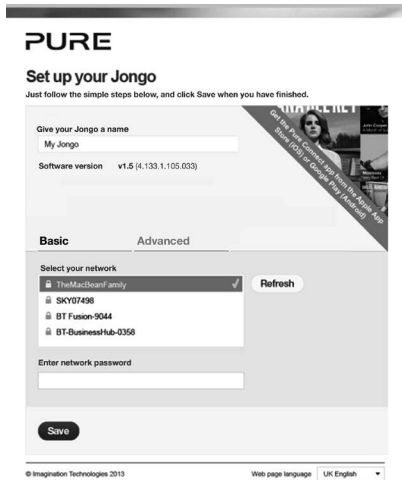 PURE
Set up your Jongo
Just follow the simple steps below, and click Save when you have finished.
Give your Jongo a name
My Jongo
Software version v1.5 (4.133.1.105.033)
Get the Pure Connect app from the Apple App
Store (iOS) or Google Play (Android)
John Cooper
Morrissey
Basic
Advanced
Select your network
TheMacBeanFamily
Refresh
SKY07498
BT Fusion-9044
BT-BusinessHub-0358
Enter network password
Save
© Imagination Technologies 2013
Web page language UK English